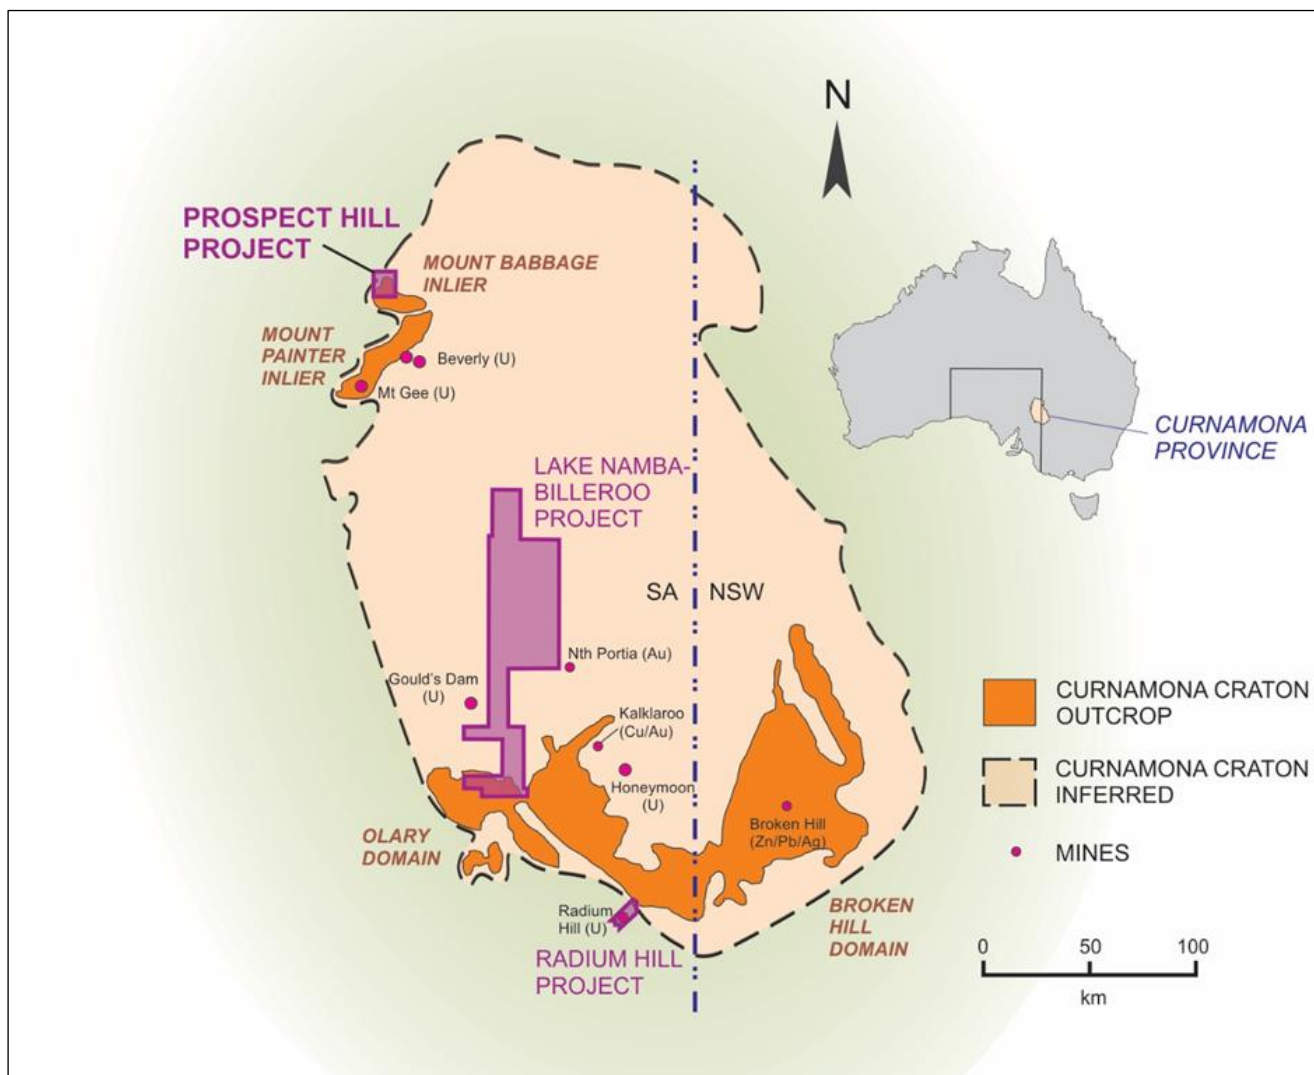 N
PROSPECT HILL
PROJECT
MOUNT BABBAGE
INLIER
MOUNT
PAINTER
INLIER
Beverly (U)
Mt Gee (U)
CURNAMONA
PROVINCE
LAKE NAMBA-
BILLEROO
PROJECT
SA
NSW
Nth Portia (Au)
Gould's Dam
(U)
Kalklaroo
(Cu/Au)
Honeymoon
(U)
Broken Hill
(Zn/Pb/Ag)
OLARY
DOMAIN
Radium
Hill (U)
RADIUM HILL
PROJECT
BROKEN
HILL
DOMAIN
CURNAMONA CRATON
OUTCROP
CURNAMONA CRATON
INFERRED
MINES
0 50 100
km